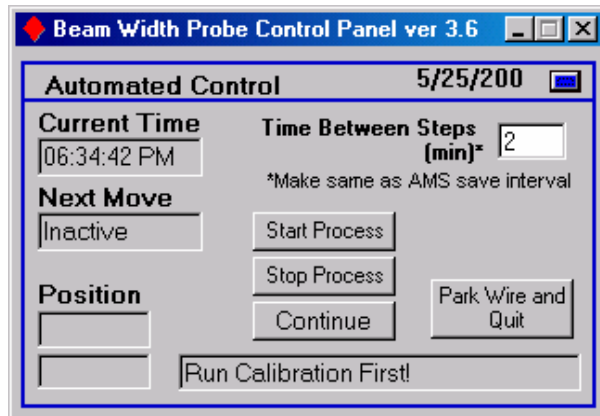 Beam Width Probe Control Panel ver 3.6
Automated Control 5/25/200
Current Time
06:34:42 PM
Time Between Steps
(min)* 2
*Make same as AMS save interval
Next Move
Inactive
Start Process
Stop Process
Continue
Park Wire and
Quit
Position
Run Calibration First!